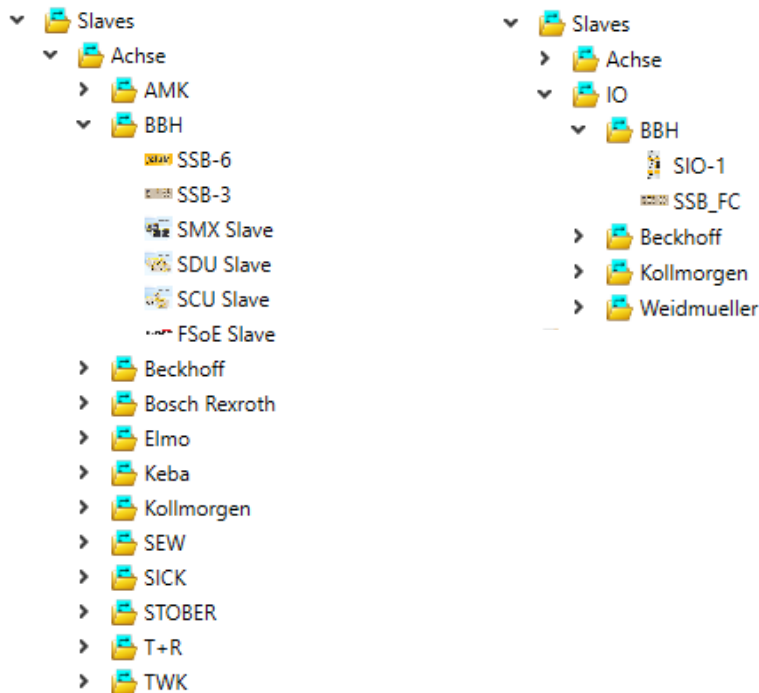 Slaves
Achse
AMK
BBH
SSB-6
SSB-3
SMX Slave
SDU Slave
SCU Slave
FSoE Slave
Beckhoff
Bosch Rexroth
Elmo
Keba
Kollmorgen
SEW
SICK
STOBER
T+R
TWK
Slaves
Achse
IO
BBH
SIO-1
SSB_FC
Beckhoff
Kollmorgen
Weidmueller